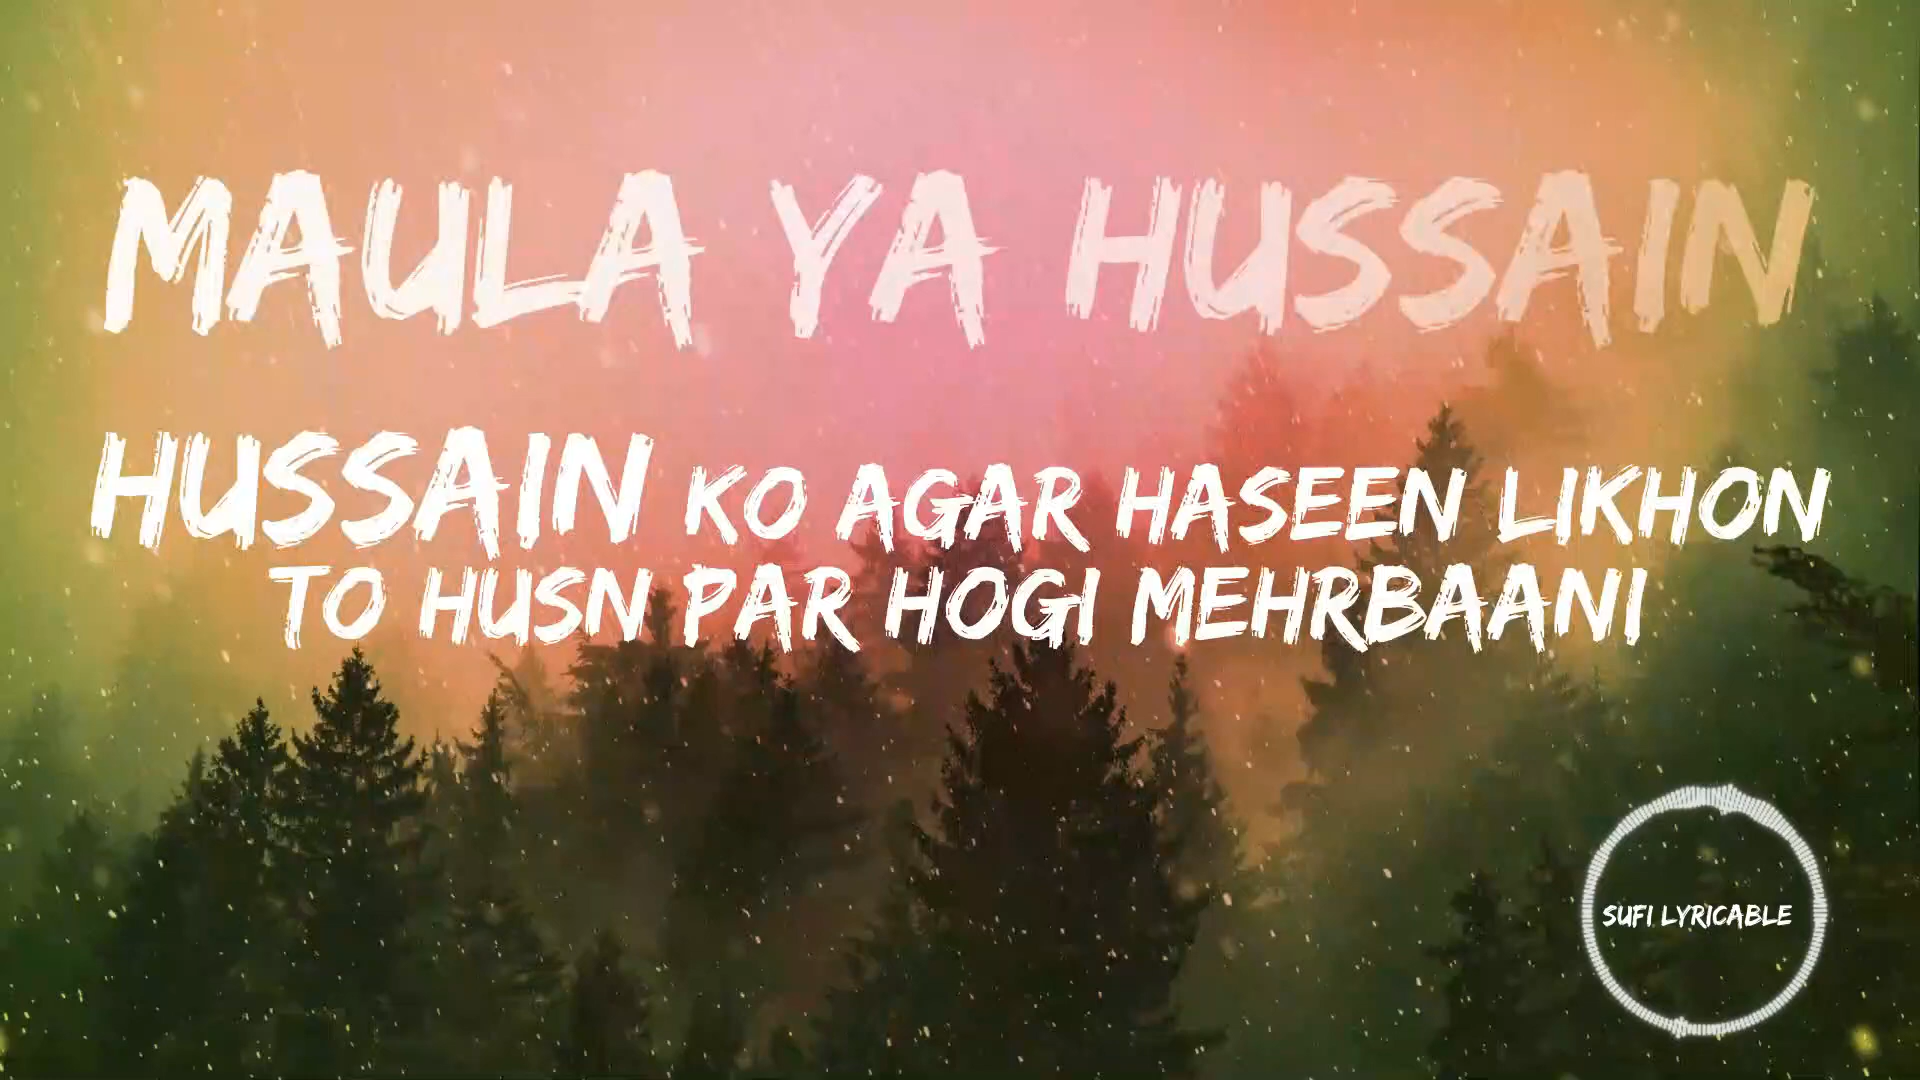 MAULA YA HUSSAIN
HUSSAIN KO AGAR HASEEN LIKHON
TO HUSN PAR HOGI MEHRBAANI
SUFI LYRICABLE